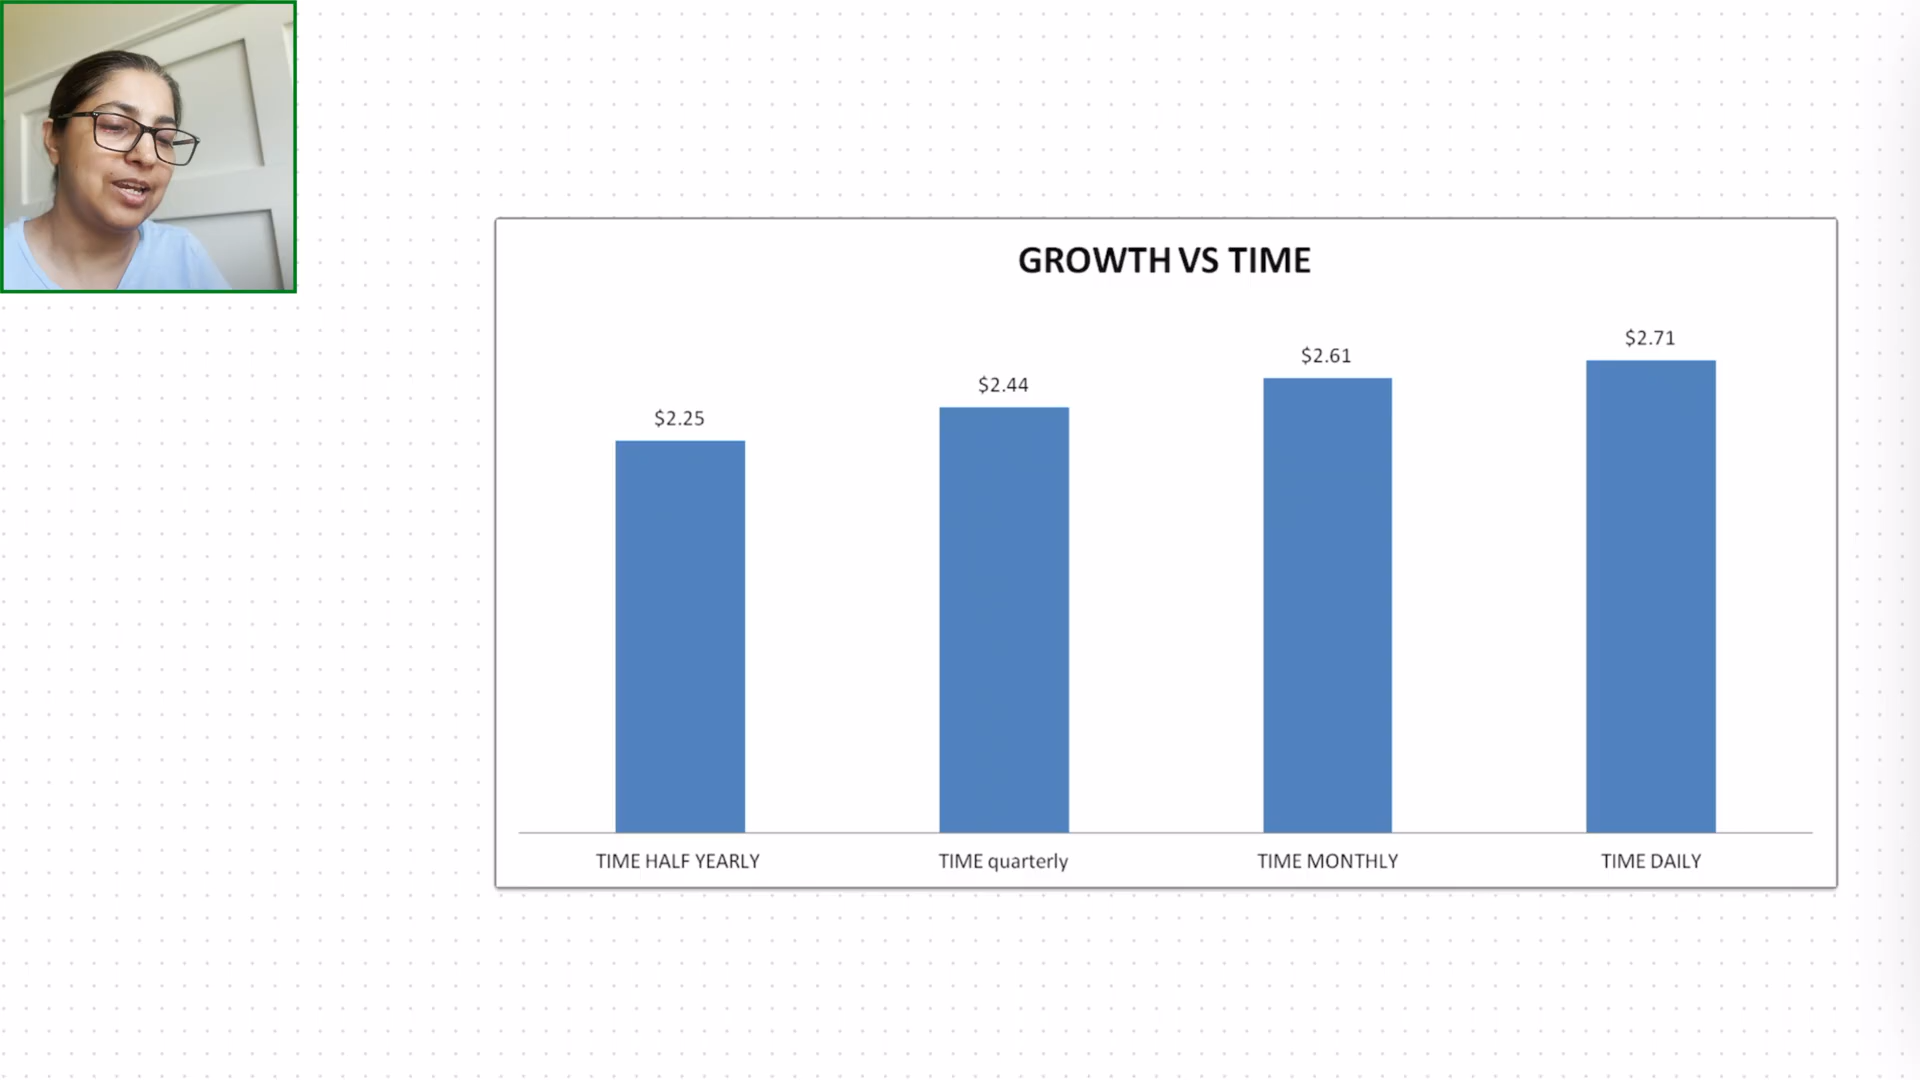 GROWTH VS TIME
$2.25
$2.44
$2.61
$2.71
TIME HALF YEARLY
TIME quarterly
TIME MONTHLY
TIME DAILY